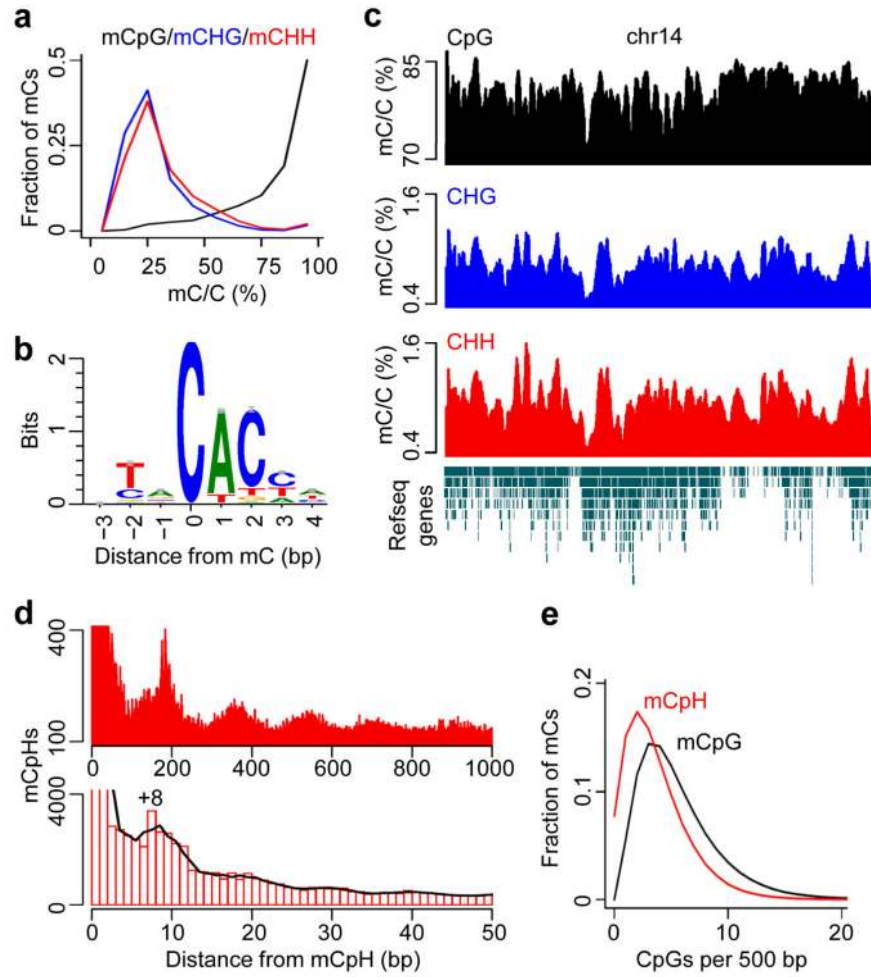 a
mCpG/mCHG/mCHH
Fraction of mCs
0.5
0.25
0
0 25 50 75 100
mC/C (%)
b
Bits
2
1
0
T
C A C A C C A
−3 −2 −1 0 1 2 3 4
Distance from mC (bp)
c
CpG chr14
mC/C (%)
85
70
CHG
mC/C (%)
1.6
0.4
CHH
mC/C (%)
1.6
0.4
Refseq
genes
d
mCpHs
400
100
0 200 400 600 800 1000
4000
0
+8
0 10 20 30 40 50
Distance from mCpH (bp)
e
Fraction of mCs
0.2
0.1
0
mCpH
mCpG
0 10 20
CpGs per 500 bp